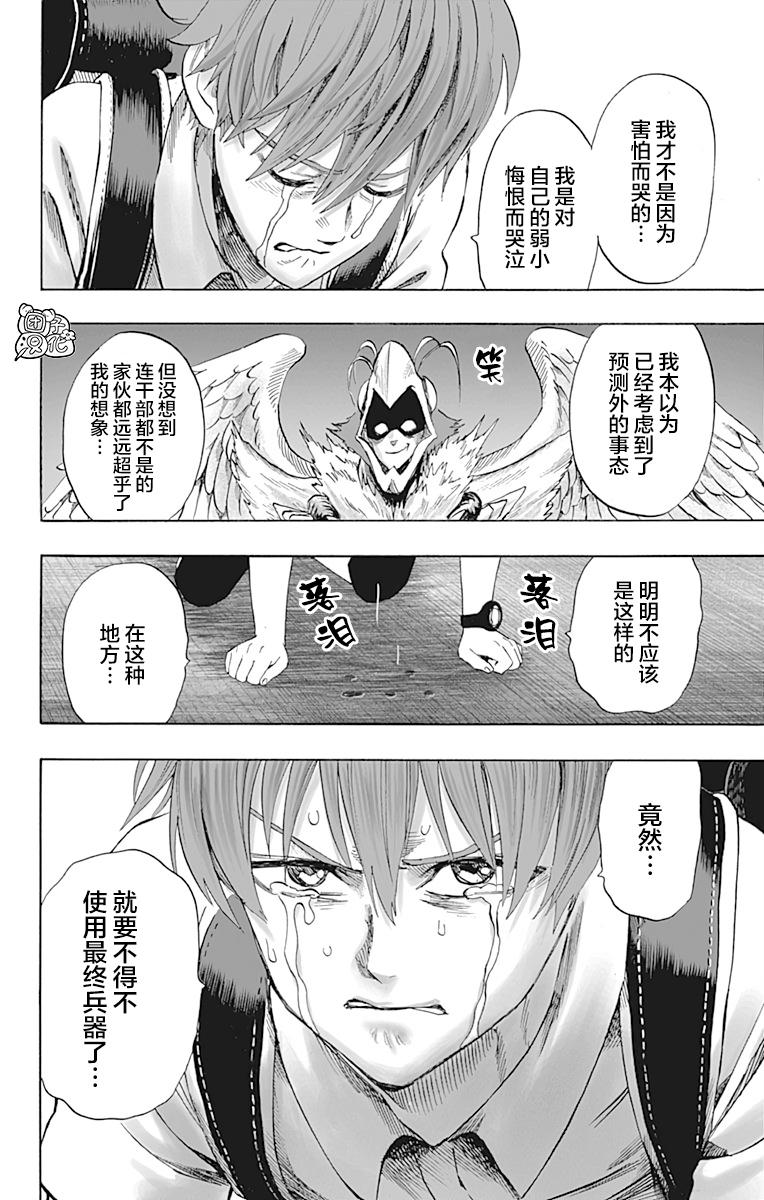 我才不是因为
害怕而哭的…
我是对
自己的弱小
悔恨而哭泣
我本以为
已经考虑到了
预测外的事态
笑
但没想到
连干部都不是的
家伙都远远超乎了
我的想象…
团子
汉化
明明不应该
是这样的
落泪
落泪
在这种
地方…
竟然…
就要不得不
使用最终兵器了…